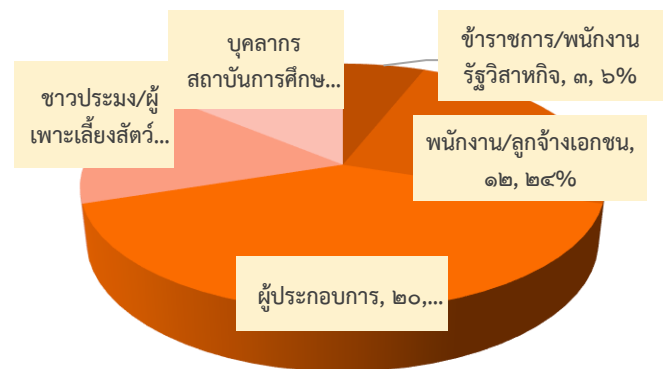 บุคลากร
สถาบันการศึกษ...
ข้าราชการ/พนักงาน
รัฐวิสาหกิจ, ๓, ๖%
ชาวประมง/ผู้
เพาะเลี้ยงสัตว์...
พนักงาน/ลูกจ้างเอกชน,
๑๒, ๒๔%
ผู้ประกอบการ, ๒๐,...